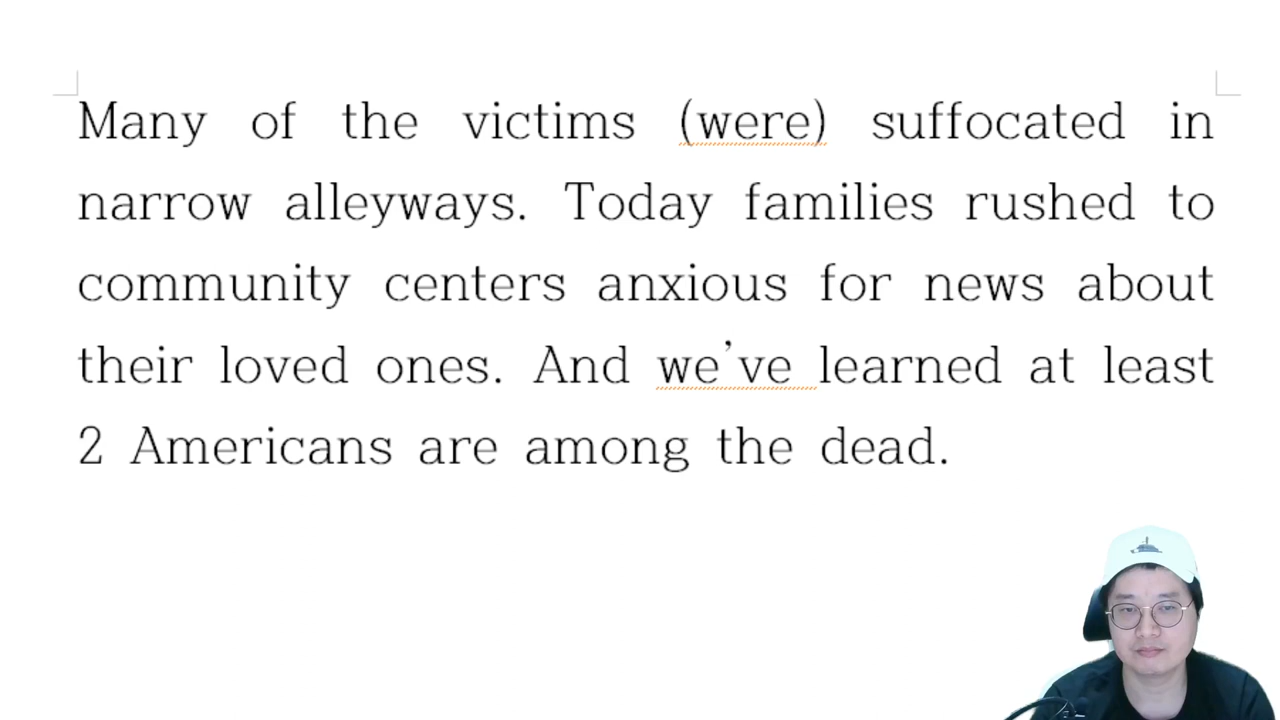 Many of the victims (were) suffocated in
narrow alleyways. Today families rushed to
community centers anxious for news about
their loved ones. And we’ve learned at least
2 Americans are among the dead.